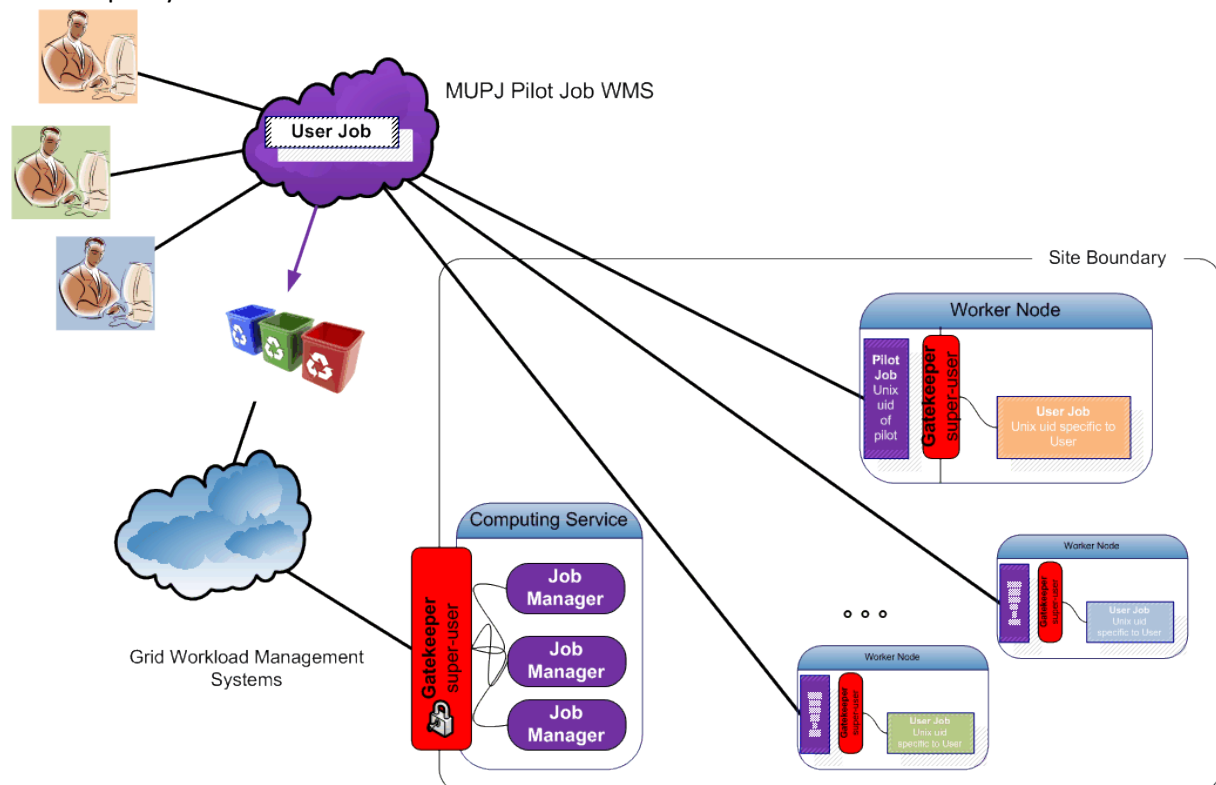 MUPJ Pilot Job WMS
User Job
Site Boundary
Worker Node
Pilot
Job
Unix
uid
of
pilot
Gatekeeper
super-user
User Job
Unix uid specific to
User
Computing Service
Gatekeeper
super-user
Job
Manager
Job
Manager
Job
Manager
Grid Workload Management
Systems
Worker Node
Gatekeeper
super-user
User Job
Unix uid
specific to User
Worker Node
Gatekeeper
super-user
User Job
Unix uid
specific to User